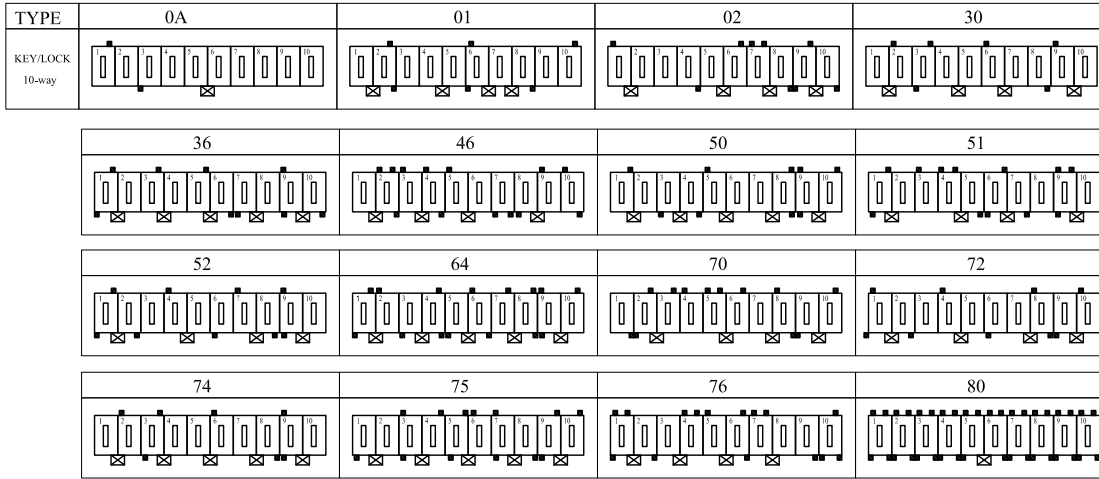 TYPE 0A 01 02 30
KEY/LOCK
10-way
1 2 3 4 5 6 7 8 9 10 1 2 3 4 5 6 7 8 9 10 1 2 3 4 5 6 7 8 9 10 1 2 3 4 5 6 7 8 9 10
36 46 50 51
1 2 3 4 5 6 7 8 9 10 1 2 3 4 5 6 7 8 9 10 1 2 3 4 5 6 7 8 9 10 1 2 3 4 5 6 7 8 9 10
52 64 70 72
1 2 3 4 5 6 7 8 9 10 1 2 3 4 5 6 7 8 9 10 1 2 3 4 5 6 7 8 9 10 1 2 3 4 5 6 7 8 9 10
74 75 76 80
1 2 3 4 5 6 7 8 9 10 1 2 3 4 5 6 7 8 9 10 1 2 3 4 5 6 7 8 9 10 1 2 3 4 5 6 7 8 9 10